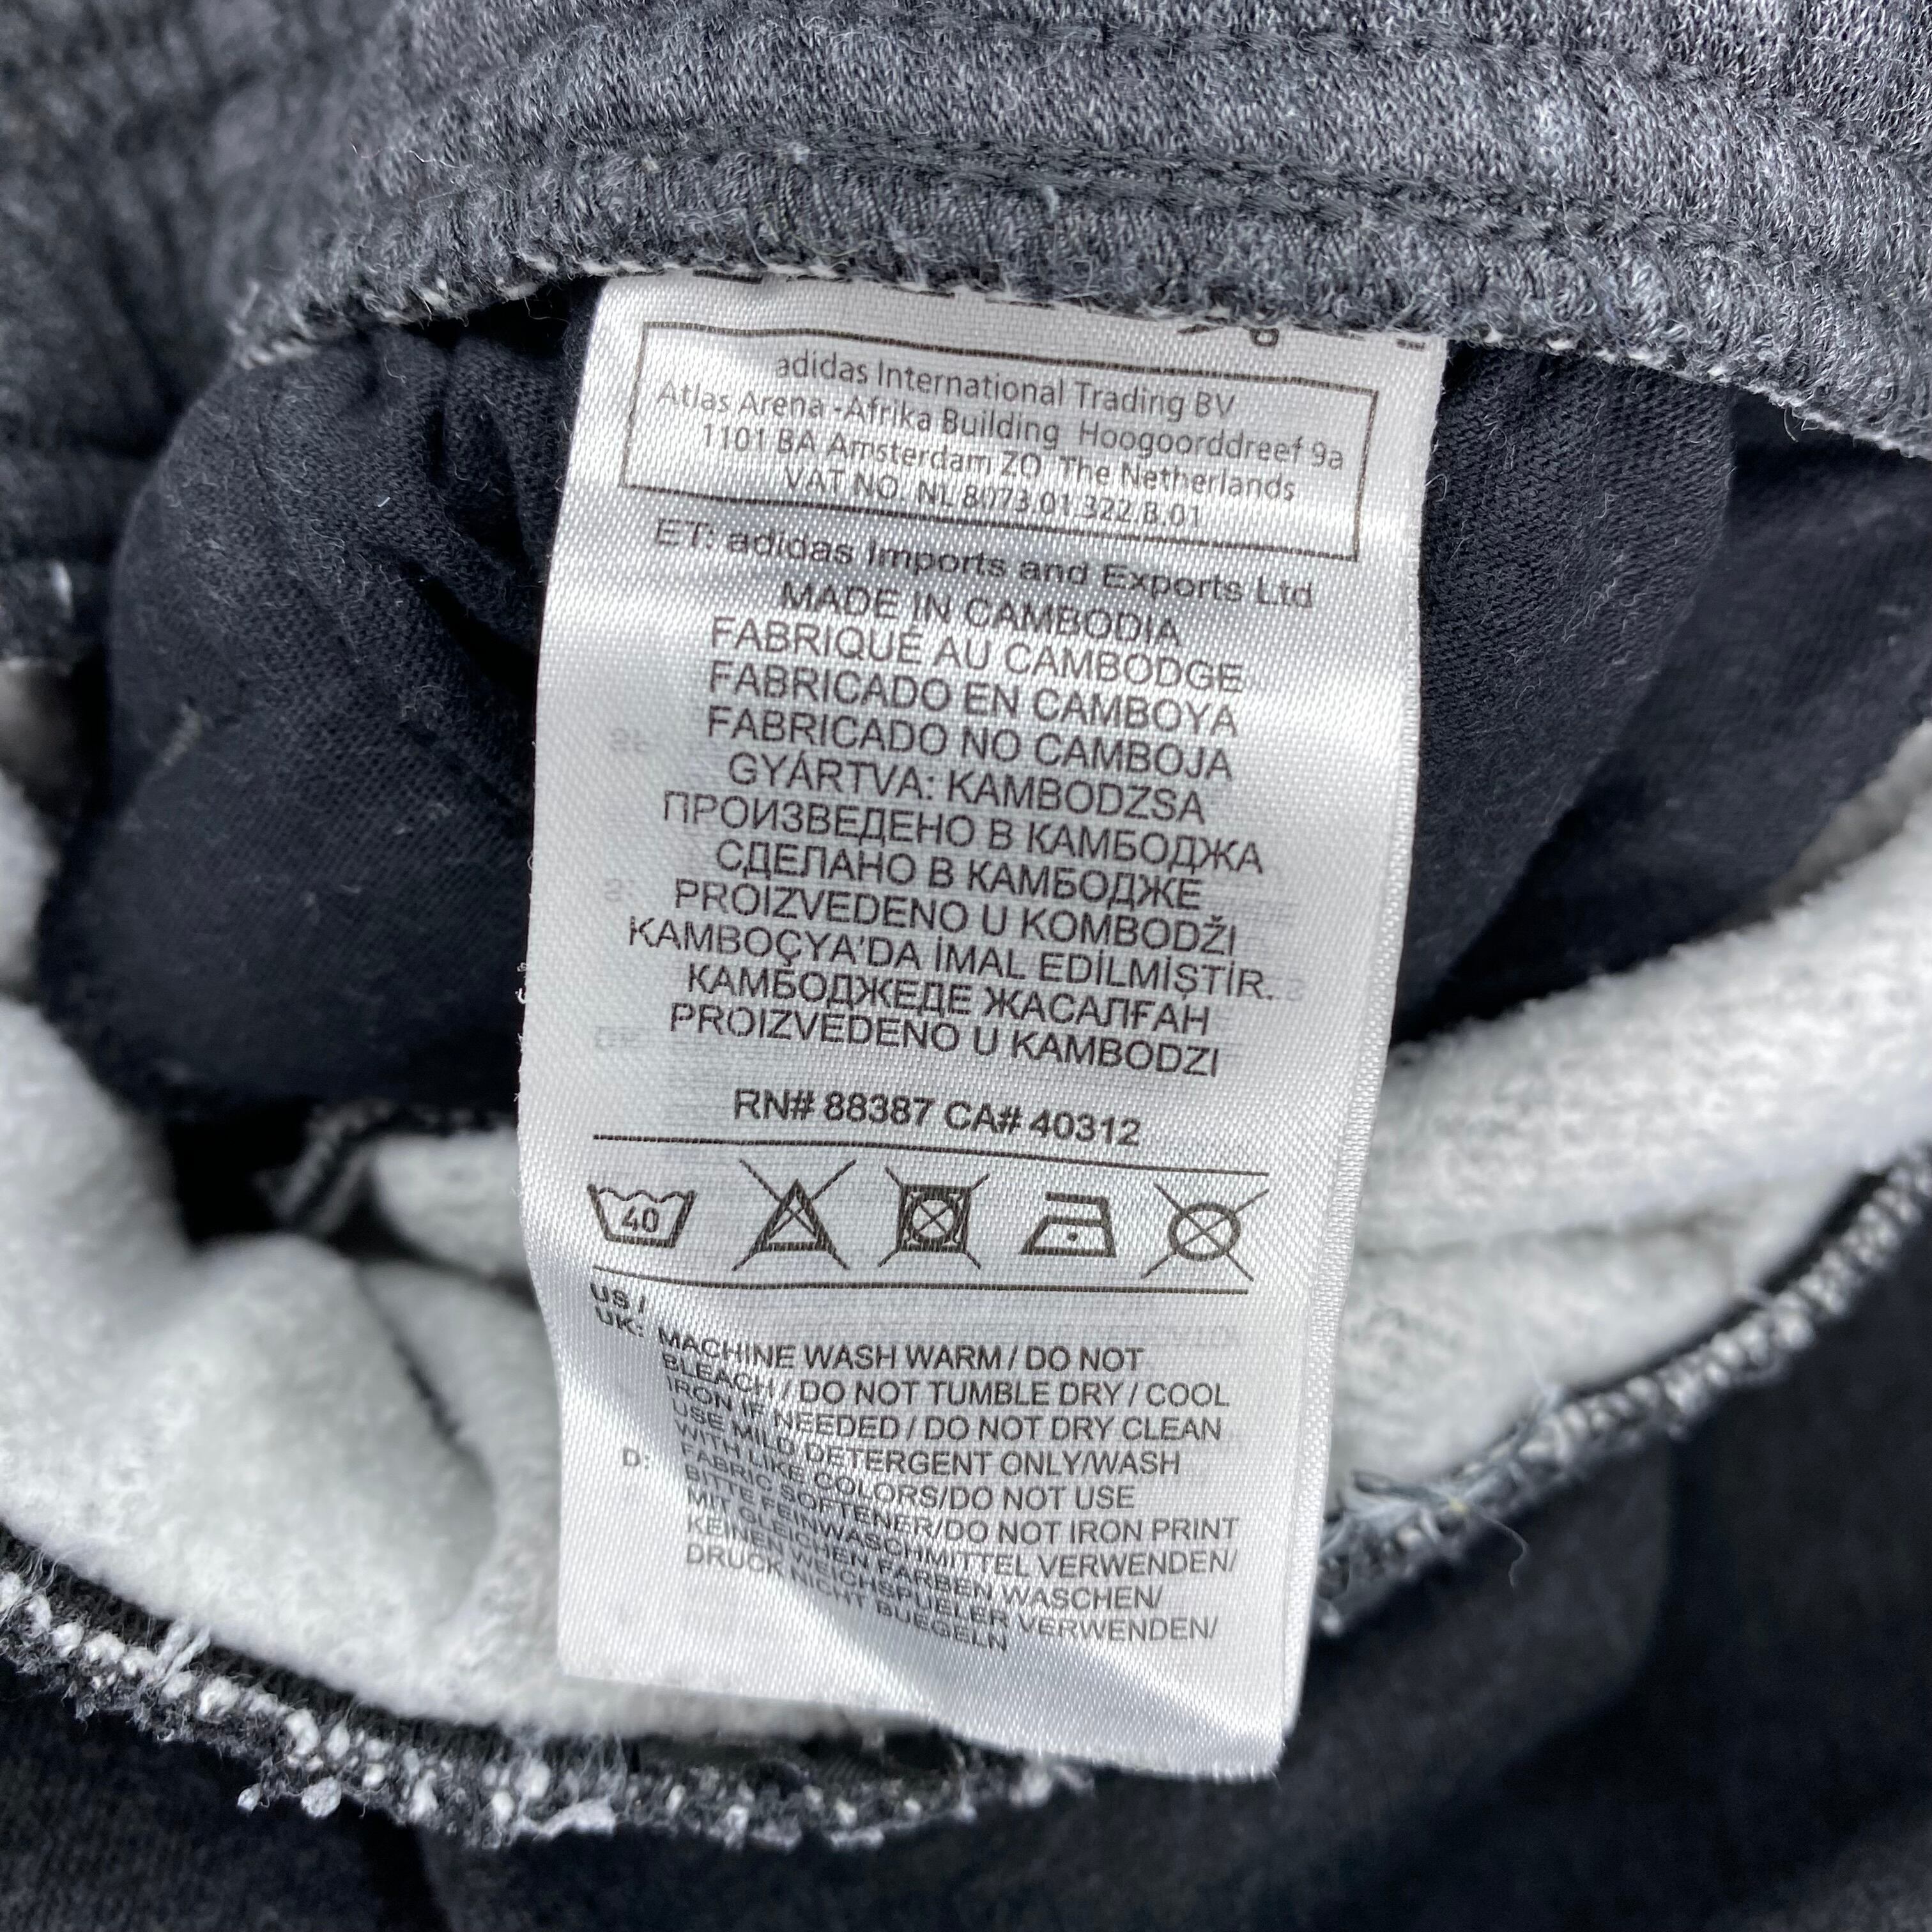 adidas International Trading BV
Atlas Arena -Afrika Building Hoogoorddreef 9a
1101 BA Amsterdam ZO The Netherlands
VAT NO. NL 8073.01.322.B.01
ET: adidas Imports and Exports Ltd
MADE IN CAMBODIA
FABRIQUÉ AU CAMBODGE
FABRICADO EN CAMBOYA
FABRICADO NO CAMBOJA
GYÁRTVA: KAMBODZSA
ПРОИЗВЕДЕНО В КАМБОДЖА
СДЕЛАНО В КАМБОДЖЕ
PROIZVEDENO U KOMBODŽI
KAMBOÇYA'DA İMAL EDİLMİŞTİR.
КАМБОДЖЕДЕ ЖАСАЛҒАН
PROIZVEDENO U KAMBODZI
RN# 88387 CA# 40312
40
US /
UK: MACHINE WASH WARM / DO NOT
BLEACH / DO NOT TUMBLE DRY / COOL
IRON IF NEEDED / DO NOT DRY CLEAN
USE MILD DETERGENT ONLY/WASH
WITH LIKE COLORS/DO NOT USE
FABRIC SOFTENER/DO NOT IRON PRINT
D: BITTE FEINWASCHMITTEL VERWENDEN/
MIT GLEICHEN FARBEN WASCHEN/
KEINEN WEICHSPUELER VERWENDEN/
DRUCK NICHT BUEGELN